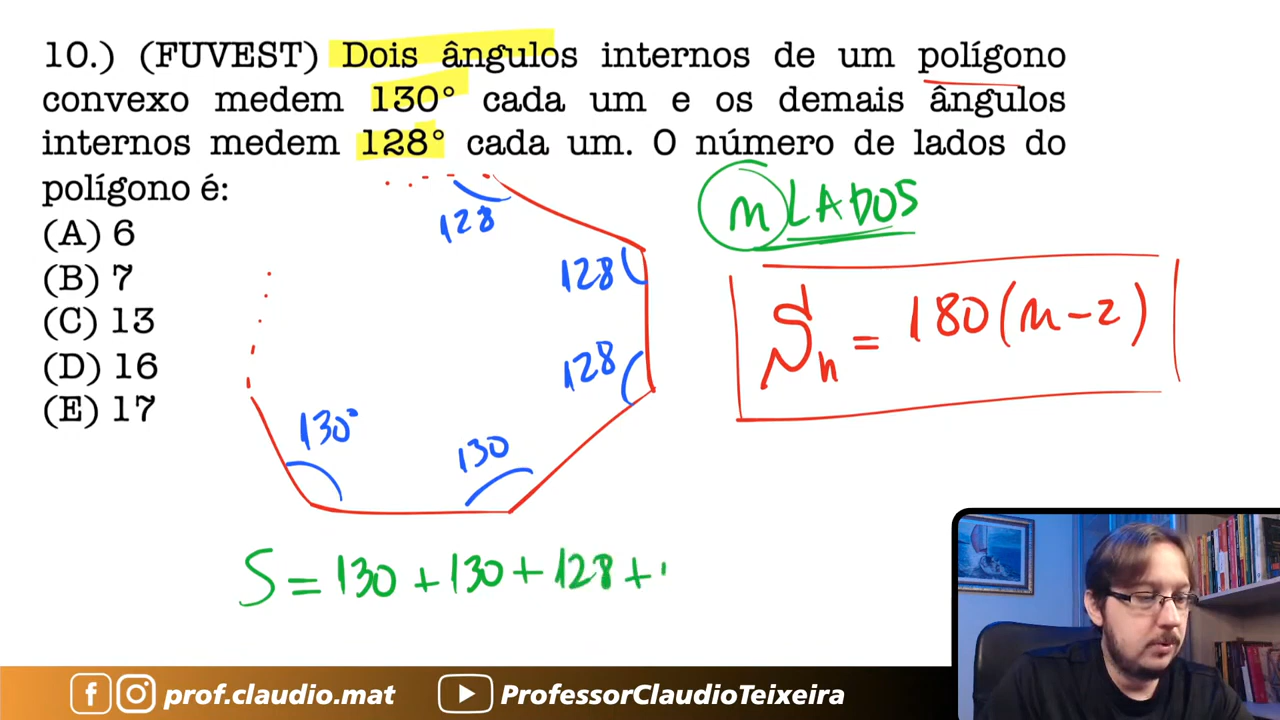 10.) (FUVEST) Dois ângulos internos de um polígono
convexo medem 130° cada um e os demais ângulos
internos medem 128° cada um. O número de lados do
polígono é:
(A) 6
(B) 7
(C) 13
(D) 16
(E) 17
n LADOS
128
128
128
130°
130
Sn = 180(n-2)
S = 130 + 130 + 128 +
prof.claudio.mat
ProfessorClaudioTeixeira